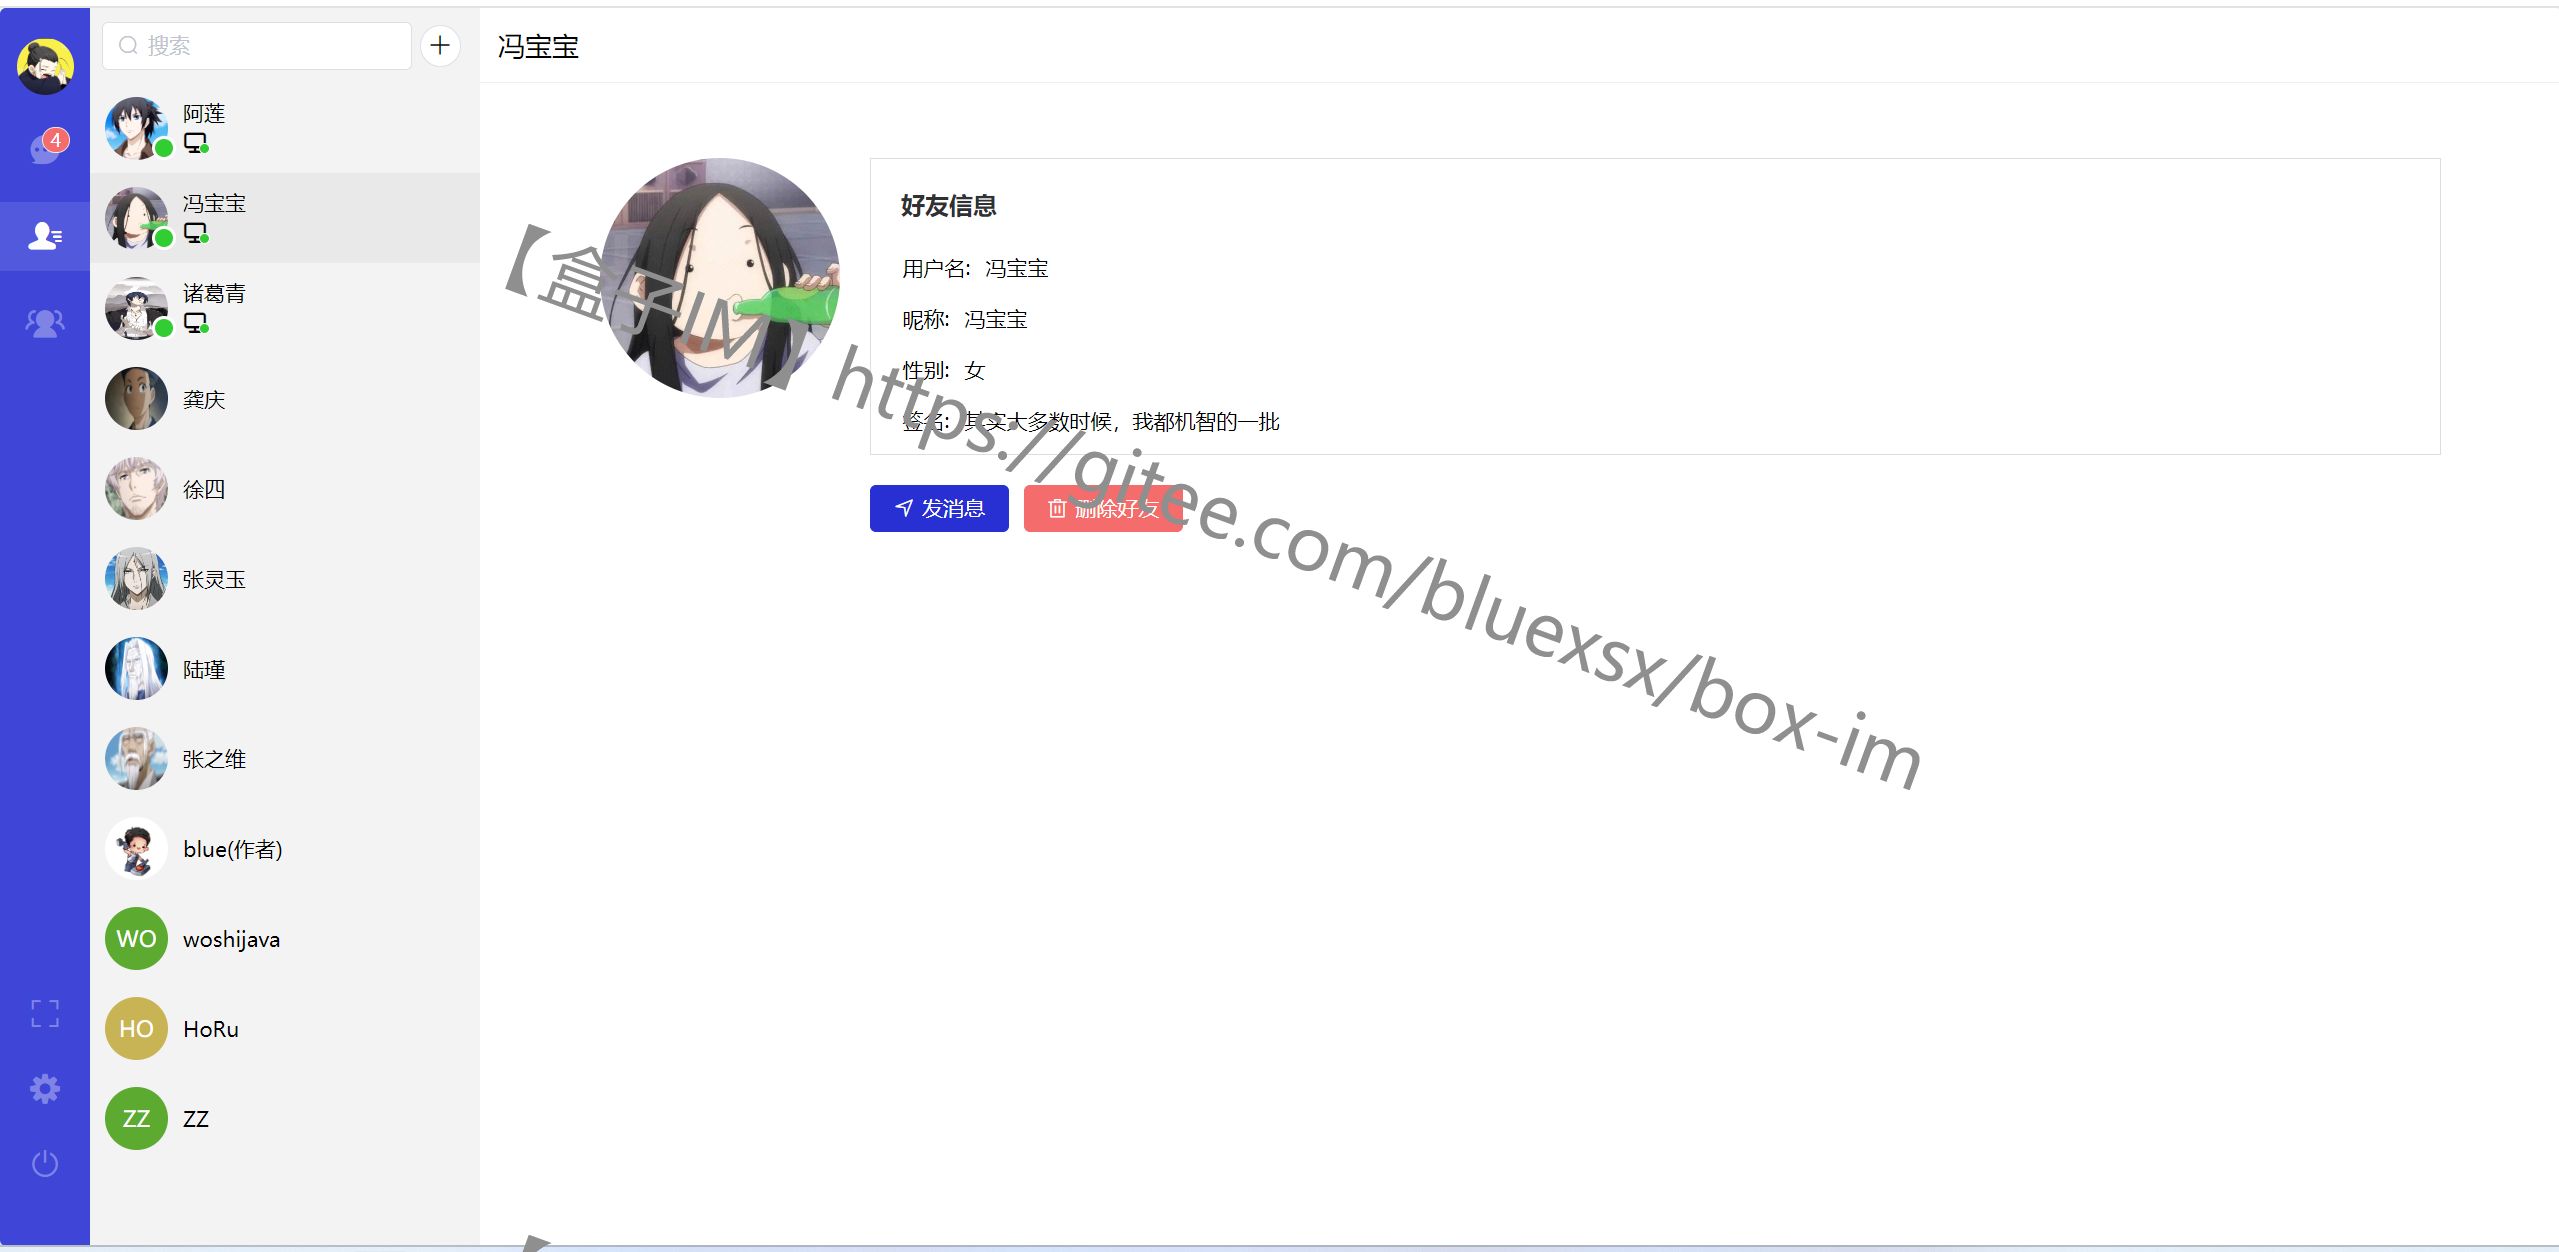 搜索
4
阿莲
冯宝宝
诸葛青
龚庆
徐四
张灵玉
陆瑾
张之维
blue(作者)
WO
woshijava
HO
HoRu
ZZ
ZZ
冯宝宝
好友信息
用户名: 冯宝宝
昵称: 冯宝宝
性别: 女
签名: 其实大多数时候，我都机智的一批
发消息
删除好友
【盒子IM】https://gitee.com/bluexsx/box-im